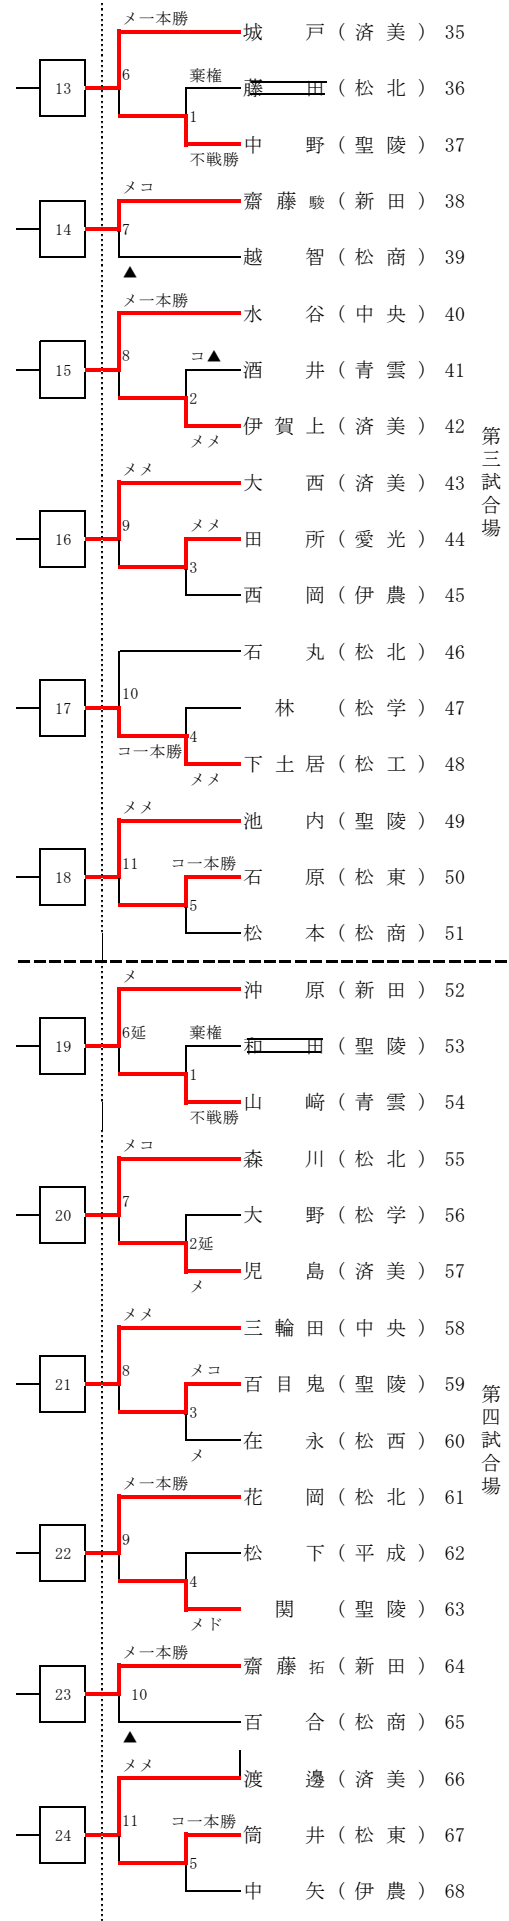 メ一本勝
城 戸 ( 済 美 ) 35
6
棄権
13
藤 田 ( 松 北 ) 36
1
中 野 ( 聖 陵 ) 37
不戦勝
メコ
齋 藤 駿 ( 新 田 ) 38
14
7
越 智 ( 松 商 ) 39
▲
メ一本勝
水 谷 ( 中 央 ) 40
8
コ▲
15
酒 井 ( 青 雲 ) 41
2
伊 賀 上 ( 済 美 ) 42
メメ
第三試合場
メメ
大 西 ( 済 美 ) 43
9
メメ
16
田 所 ( 愛 光 ) 44
3
西 岡 ( 伊 農 ) 45
石 丸 ( 松 北 ) 46
10
17
林 ( 松 学 ) 47
4
コ一本勝
下 土 居 ( 松 工 ) 48
メメ
メメ
池 内 ( 聖 陵 ) 49
11
コ一本勝
18
石 原 ( 松 東 ) 50
5
松 本 ( 松 商 ) 51
メ
沖 原 ( 新 田 ) 52
6延
棄権
19
和 田 ( 聖 陵 ) 53
1
山 﨑 ( 青 雲 ) 54
不戦勝
メコ
森 川 ( 松 北 ) 55
7
20
大 野 ( 松 学 ) 56
2延
児 島 ( 済 美 ) 57
メ
メメ
三 輪 田 ( 中 央 ) 58
8
メコ
21
百 目 鬼 ( 聖 陵 ) 59
3
在 永 ( 松 西 ) 60
メ
第四試合場
メ一本勝
花 岡 ( 松 北 ) 61
9
22
松 下 ( 平 成 ) 62
4
関 ( 聖 陵 ) 63
メド
メ一本勝
齋 藤 拓 ( 新 田 ) 64
23
10
百 合 ( 松 商 ) 65
▲
メメ
渡 邊 ( 済 美 ) 66
11
コ一本勝
24
筒 井 ( 松 東 ) 67
5
中 矢 ( 伊 農 ) 68